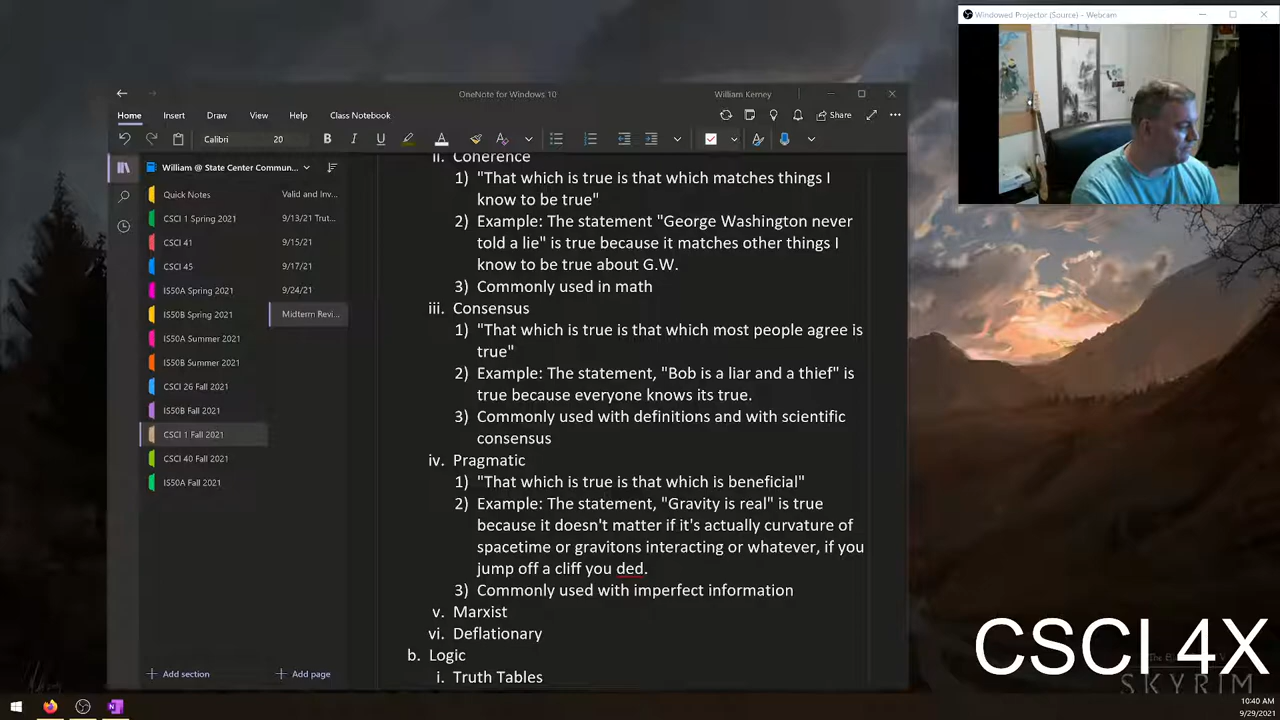 Windowed Projector (Source) - Webcam
OneNote for Windows 10
William Kerney
Home Insert Draw View Help Class Notebook
Share
Calibri 20 B I U A
William @ State Center Commun...
Quick Notes
CSCI 1 Spring 2021
CSCI 41
CSCI 45
IS50A Spring 2021
IS50B Spring 2021
IS50A Summer 2021
IS50B Summer 2021
CSCI 26 Fall 2021
IS50B Fall 2021
CSCI 1 Fall 2021
CSCI 40 Fall 2021
IS50A Fall 2021
Add section
Valid and Inv...
9/13/21 Trut...
9/15/21
9/17/21
9/24/21
Midterm Revi...
Add page
ii. Coherence
1) "That which is true is that which matches things I
know to be true"
2) Example: The statement "George Washington never
told a lie" is true because it matches other things I
know to be true about G.W.
3) Commonly used in math
iii. Consensus
1) "That which is true is that which most people agree is
true"
2) Example: The statement, "Bob is a liar and a thief" is
true because everyone knows its true.
3) Commonly used with definitions and with scientific
consensus
iv. Pragmatic
1) "That which is true is that which is beneficial"
2) Example: The statement, "Gravity is real" is true
because it doesn't matter if it's actually curvature of
spacetime or gravitons interacting or whatever, if you
jump off a cliff you ded.
3) Commonly used with imperfect information
v. Marxist
vi. Deflationary
b. Logic
i. Truth Tables
CSCI 4X
SKYRIM
10:40 AM
9/29/2021